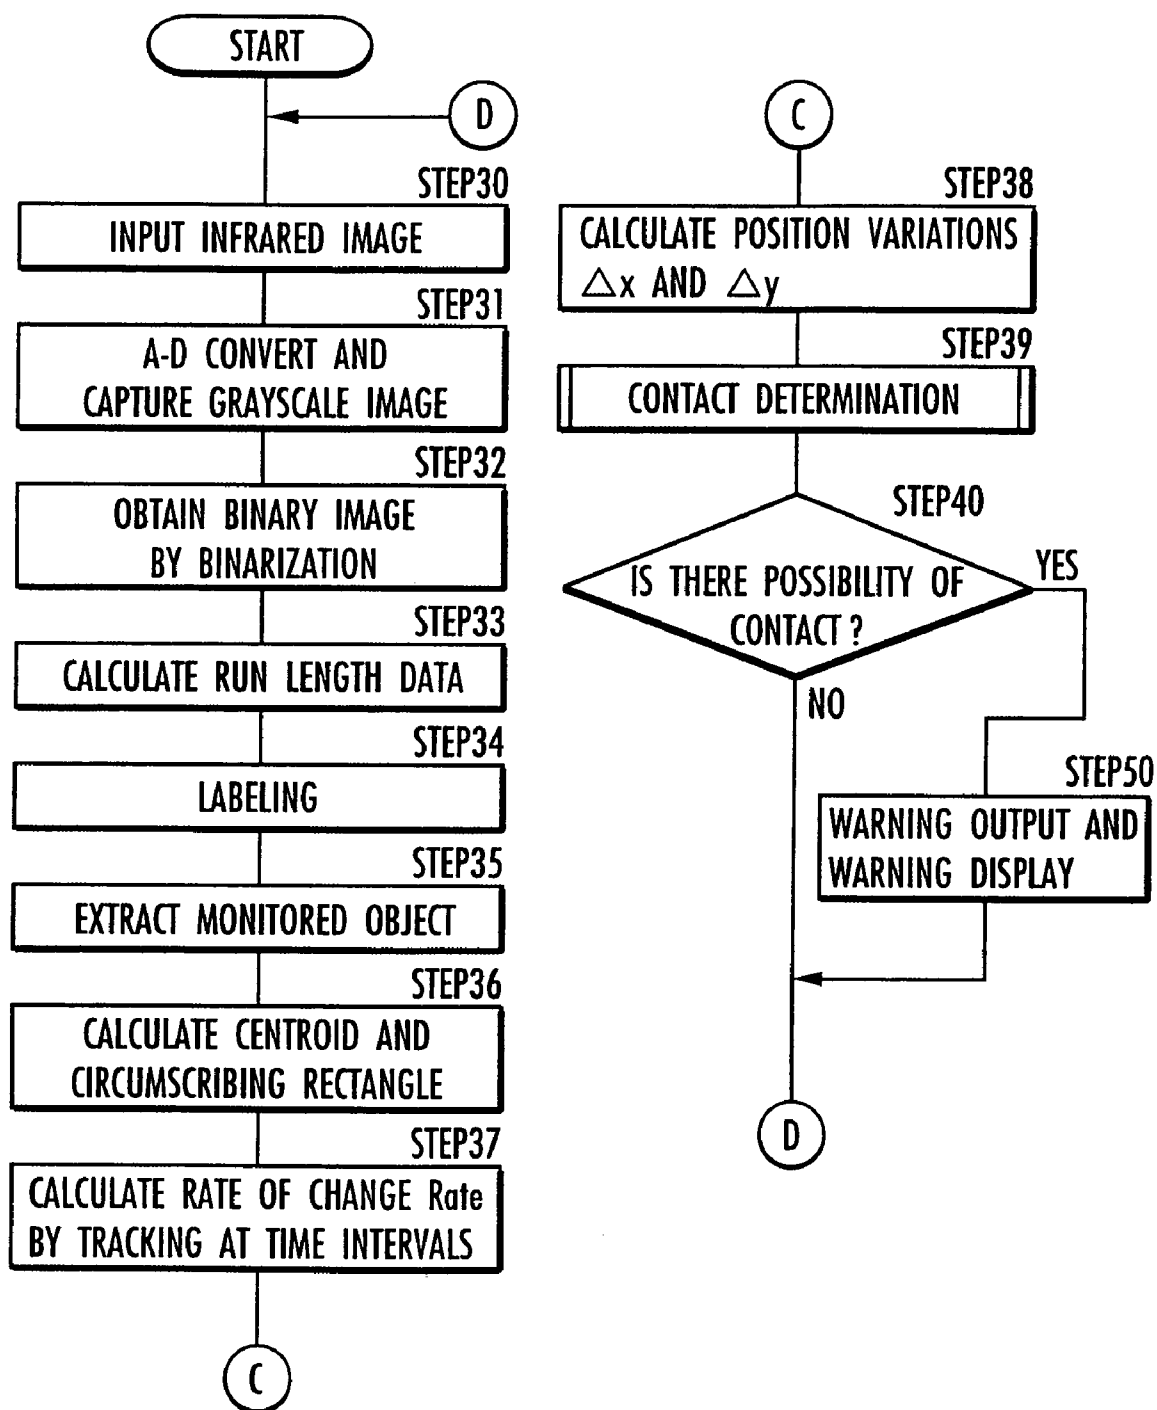 START
D
STEP30
INPUT INFRARED IMAGE
STEP31
A-D CONVERT AND
CAPTURE GRAYSCALE IMAGE
STEP32
OBTAIN BINARY IMAGE
BY BINARIZATION
STEP33
CALCULATE RUN LENGTH DATA
STEP34
LABELING
STEP35
EXTRACT MONITORED OBJECT
STEP36
CALCULATE CENTROID AND
CIRCUMSCRIBING RECTANGLE
STEP37
CALCULATE RATE OF CHANGE Rate
BY TRACKING AT TIME INTERVALS
C
C
STEP38
CALCULATE POSITION VARIATIONS
△x AND △y
STEP39
CONTACT DETERMINATION
STEP40
IS THERE POSSIBILITY OF
CONTACT?
YES
NO
STEP50
WARNING OUTPUT AND
WARNING DISPLAY
D